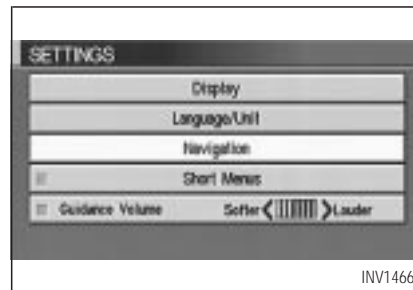 SETTINGS
Display
Language/Unit
Navigation
Short Menus
Guidance Volume Softer Louder
INV1466